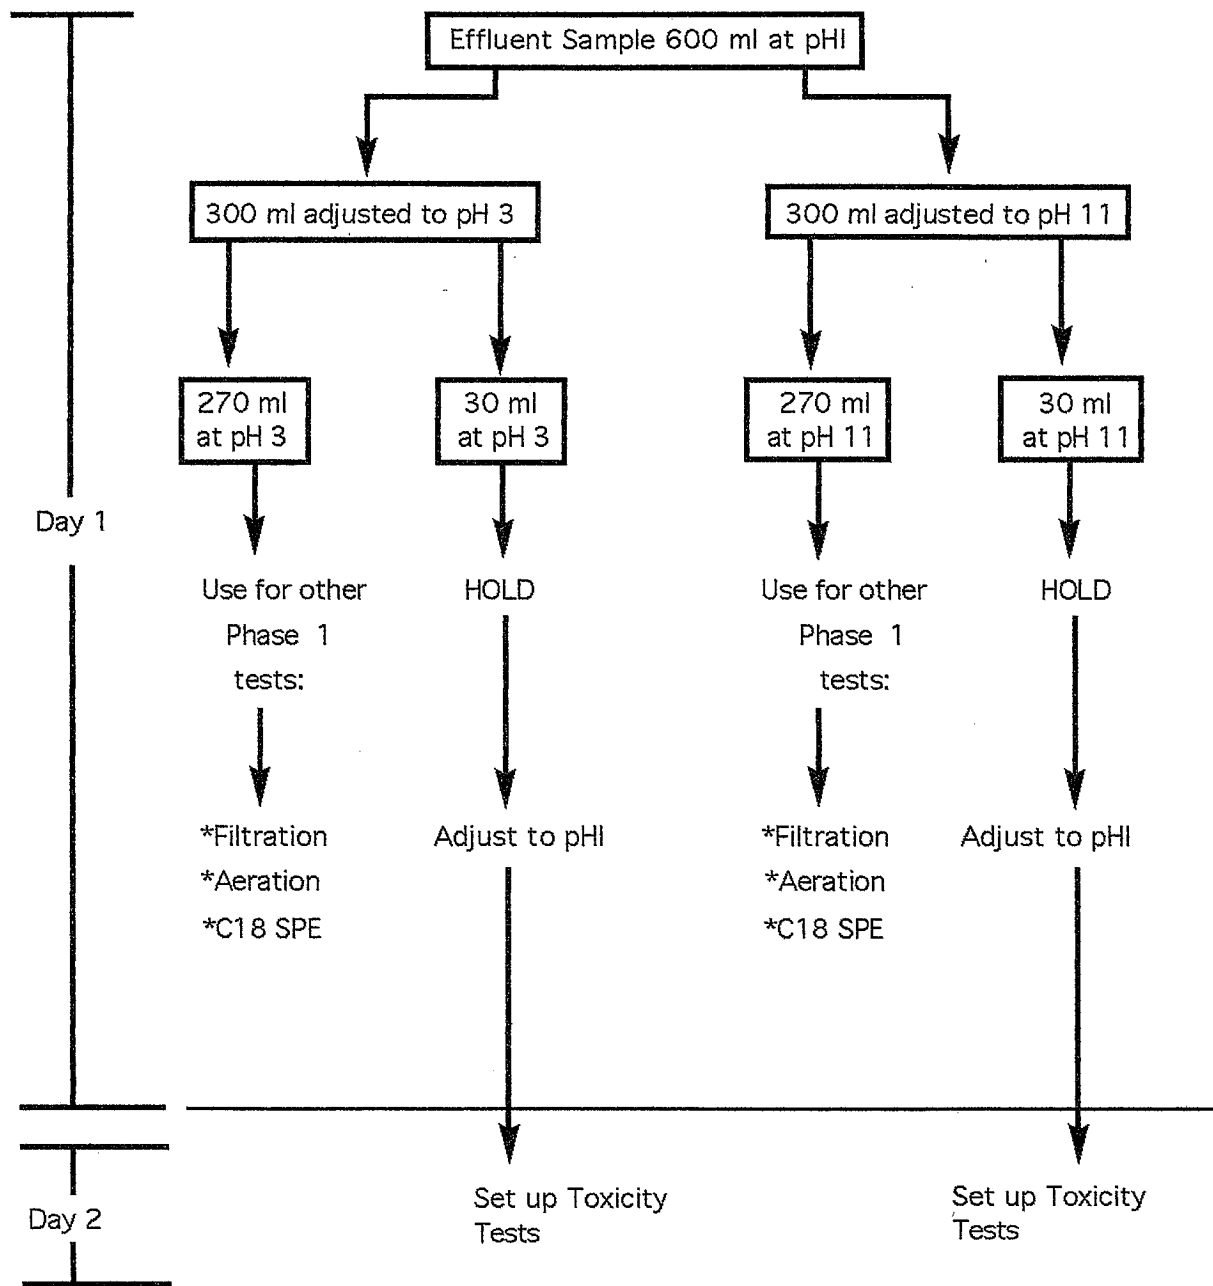 Effluent Sample 600 ml at pHI
300 ml adjusted to pH 3
300 ml adjusted to pH 11
270 ml
at pH 3
30 ml
at pH 3
270 ml
at pH 11
30 ml
at pH 11
Day 1
Use for other
Phase 1
tests:
HOLD
Use for other
Phase 1
tests:
HOLD
*Filtration
*Aeration
*C18 SPE
Adjust to pHI
*Filtration
*Aeration
*C18 SPE
Adjust to pHI
Day 2
Set up Toxicity
Tests
Set up Toxicity
Tests